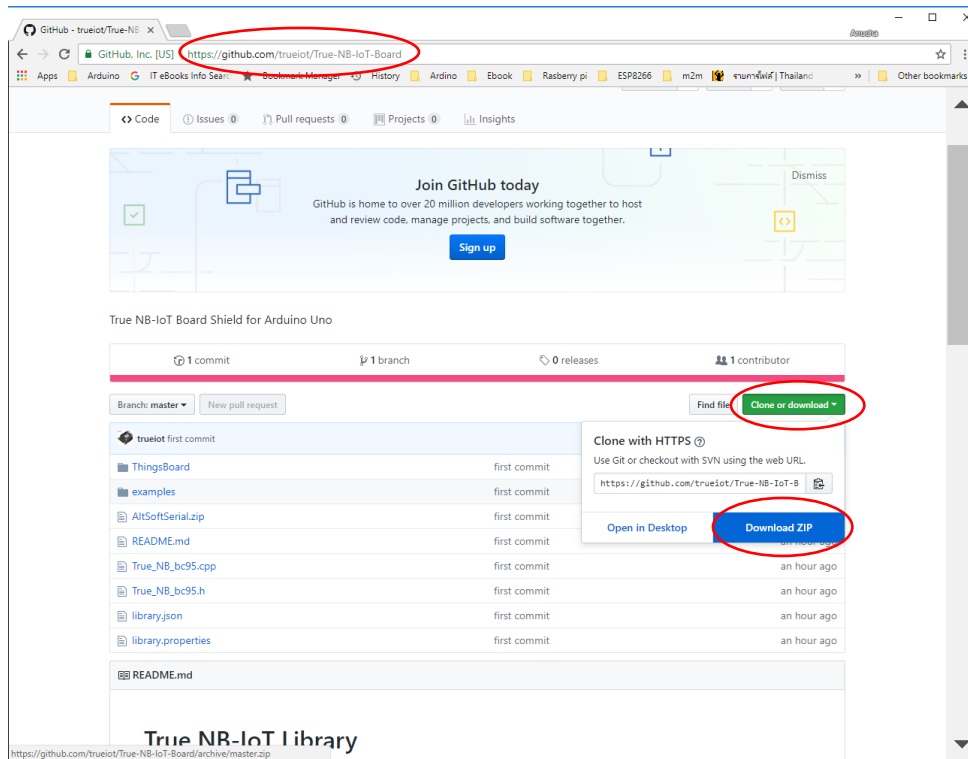 GitHub - trueiot/True-NB
Anusha
GitHub, Inc. [US]
https://github.com/trueiot/True-NB-IoT-Board
Apps
Arduino
IT eBooks Info Searc
Bookmark Manager
History
Ardino
Ebook
Rasberry pi
ESP8266
m2m
รายการไฟล์ | Thailand
»
Other bookmarks
<> Code
Issues 0
Pull requests 0
Projects 0
Insights
Join GitHub today
Dismiss
GitHub is home to over 20 million developers working together to host
and review code, manage projects, and build software together.
Sign up
True NB-IoT Board Shield for Arduino Uno
1 commit
1 branch
0 releases
1 contributor
Branch: master
New pull request
Find file
Clone or download
trueiot first commit
Clone with HTTPS
Use Git or checkout with SVN using the web URL.
https://github.com/trueiot/True-NB-IoT-B
Open in Desktop
Download ZIP
ThingsBoard
first commit
examples
first commit
AltSoftSerial.zip
first commit
README.md
first commit
an hour ago
True_NB_bc95.cpp
first commit
an hour ago
True_NB_bc95.h
first commit
an hour ago
library.json
first commit
an hour ago
library.properties
first commit
an hour ago
README.md
True NB-IoT Library
https://github.com/trueiot/True-NB-IoT-Board/archive/master.zip